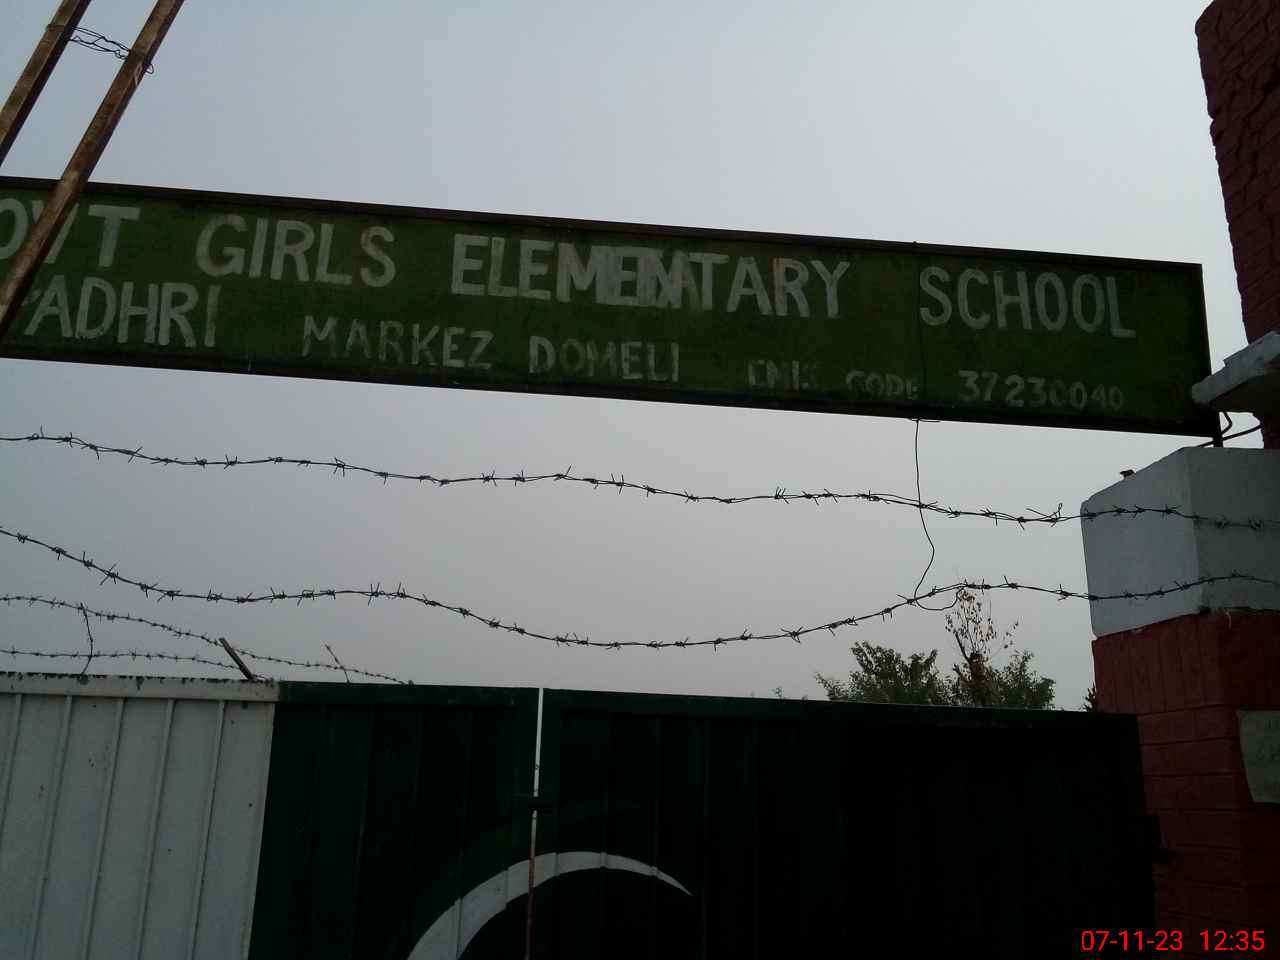 OVT GIRLS ELEMENTARY SCHOOL
PADHRI MARKEZ DOMELI EMIS CODE 37230040
07-11-23 12:35